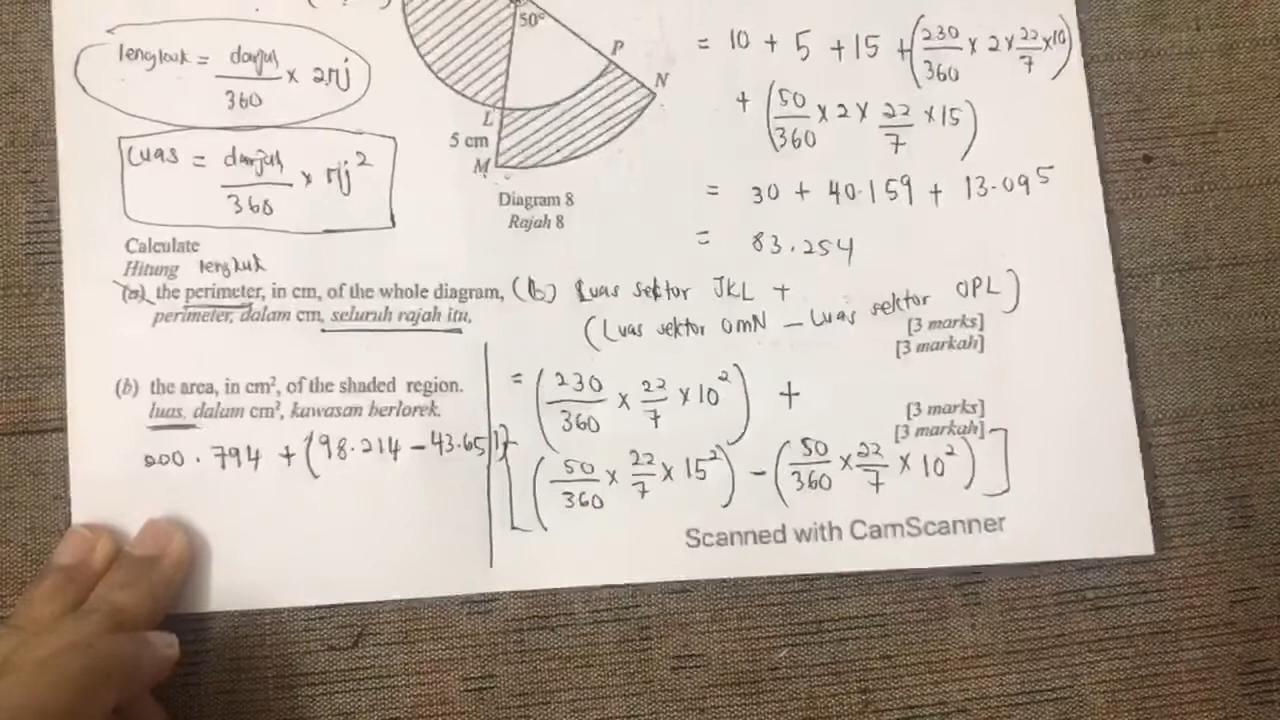 50°
P
N
L
5 cm
M
Diagram 8
Rajah 8
lenglouk = darjah/360 × 2πj
Luas = darjah/360 × πj²
= 10 + 5 + 15 + (230/360 × 2 × 22/7 × 10)
+ (50/360 × 2 × 22/7 × 15)
= 30 + 40.159 + 13.095
= 83.254
Calculate
Hitung lengkuk
(a) the perimeter, in cm, of the whole diagram,
perimeter, dalam cm, seluruh rajah itu,
[3 marks]
[3 markah]
(b) the area, in cm², of the shaded region.
luas, dalam cm², kawasan berlorek.
[3 marks]
[3 markah]
200.794 + (98.214 - 43.651)
(b) Luas sektor JKL +
(Luas sektor OMN - Luas sektor OPL)
= (230/360 × 22/7 × 10²) +
[(50/360 × 22/7 × 15²) - (50/360 × 22/7 × 10²)]
Scanned with CamScanner